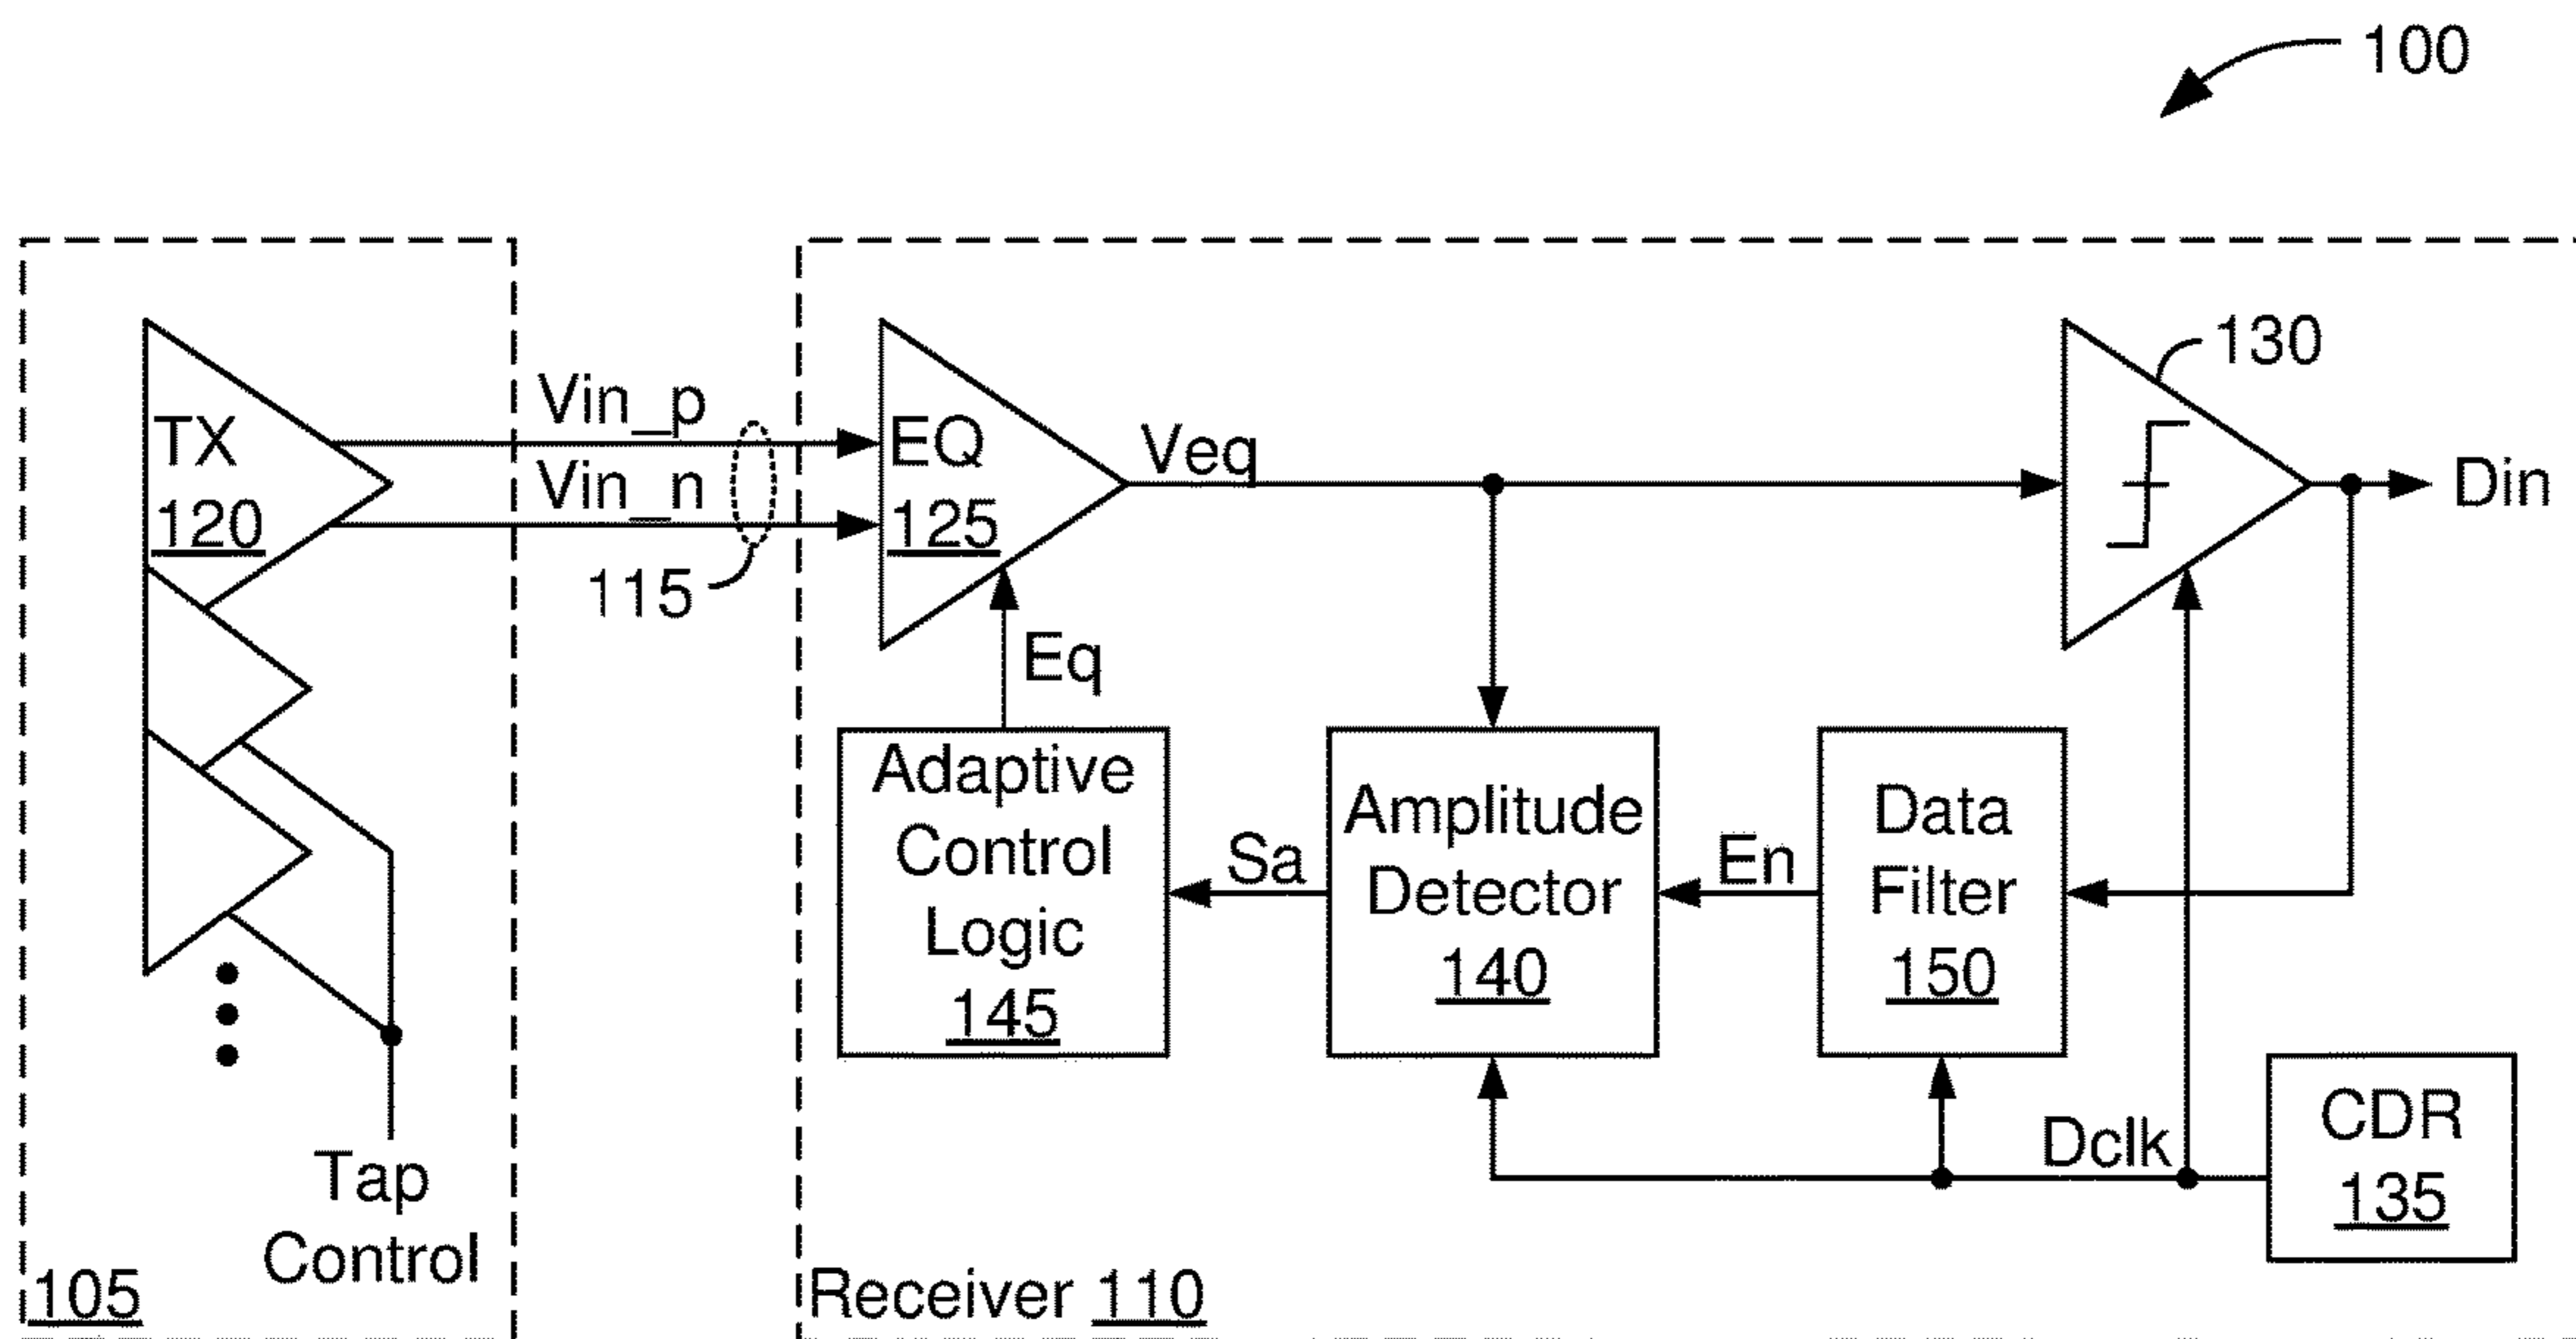 100
130
Vin_p
TX
EQ
Veq
Din
120
Vin_n
125
115
Eq
Adaptive
Control
Logic
145
Sa
Amplitude
Detector
140
En
Data
Filter
150
Dclk
CDR
135
Tap
Control
105
Receiver 110